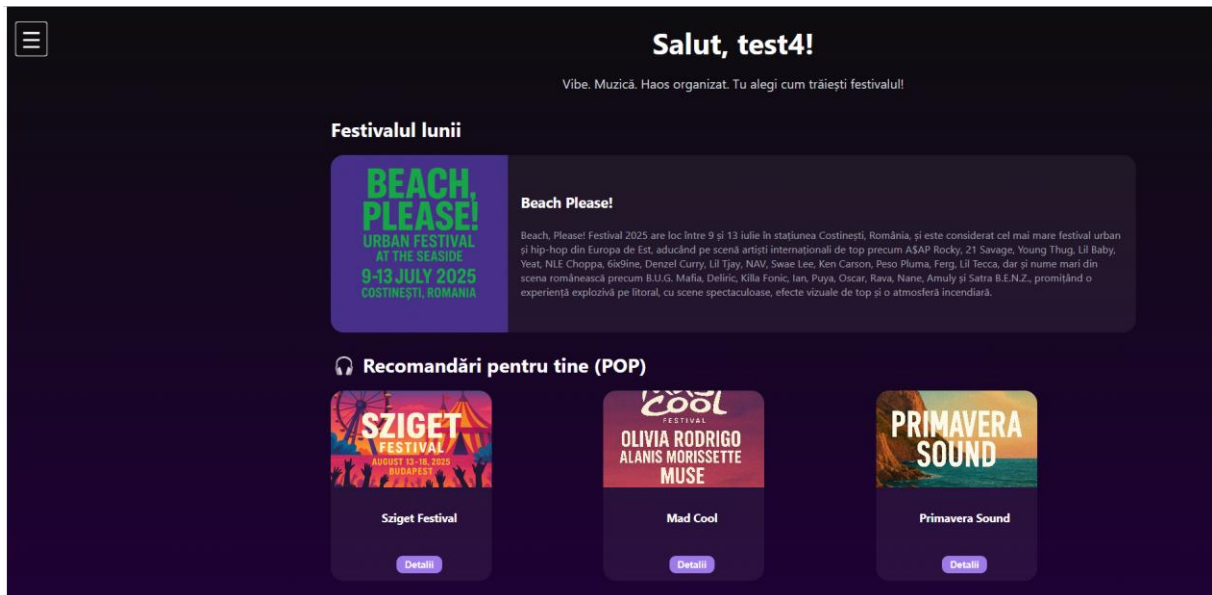 Salut, test4!
Vibe. Muzică. Haos organizat. Tu alegi cum trăiești festivalul!
Festivalul lunii
BEACH,
PLEASE!
URBAN FESTIVAL
AT THE SEASIDE
9-13 JULY 2025
COSTINEȘTI, ROMANIA
Beach Please!
Beach, Please! Festival 2025 are loc între 9 și 13 iulie în stațiunea Costinești, România, și este considerat cel mai mare festival urban
și hip-hop din Europa de Est, aducând pe scenă artiști internaționali de top precum A$AP Rocky, 21 Savage, Young Thug, Lil Baby,
Yeat, NLE Choppa, 6ix9ine, Denzel Curry, Lil Tjay, NAV, Swae Lee, Ken Carson, Peso Pluma, Ferg, Lil Tecca, dar și nume mari din
scena românească precum B.U.G. Mafia, Deliric, Killa Fonic, Ian, Puya, Oscar, Rava, Nane, Amuly și Satra B.E.N.Z., promițând o
experiență explozivă pe litoral, cu scene spectaculoase, efecte vizuale de top și o atmosferă incendiară.
Recomandări pentru tine (POP)
SZIGET
FESTIVAL
AUGUST 13-18, 2025
BUDAPEST
Sziget Festival
Detalii
COOL
FESTIVAL
OLIVIA RODRIGO
ALANIS MORISSETTE
MUSE
Mad Cool
Detalii
PRIMAVERA
SOUND
Primavera Sound
Detalii